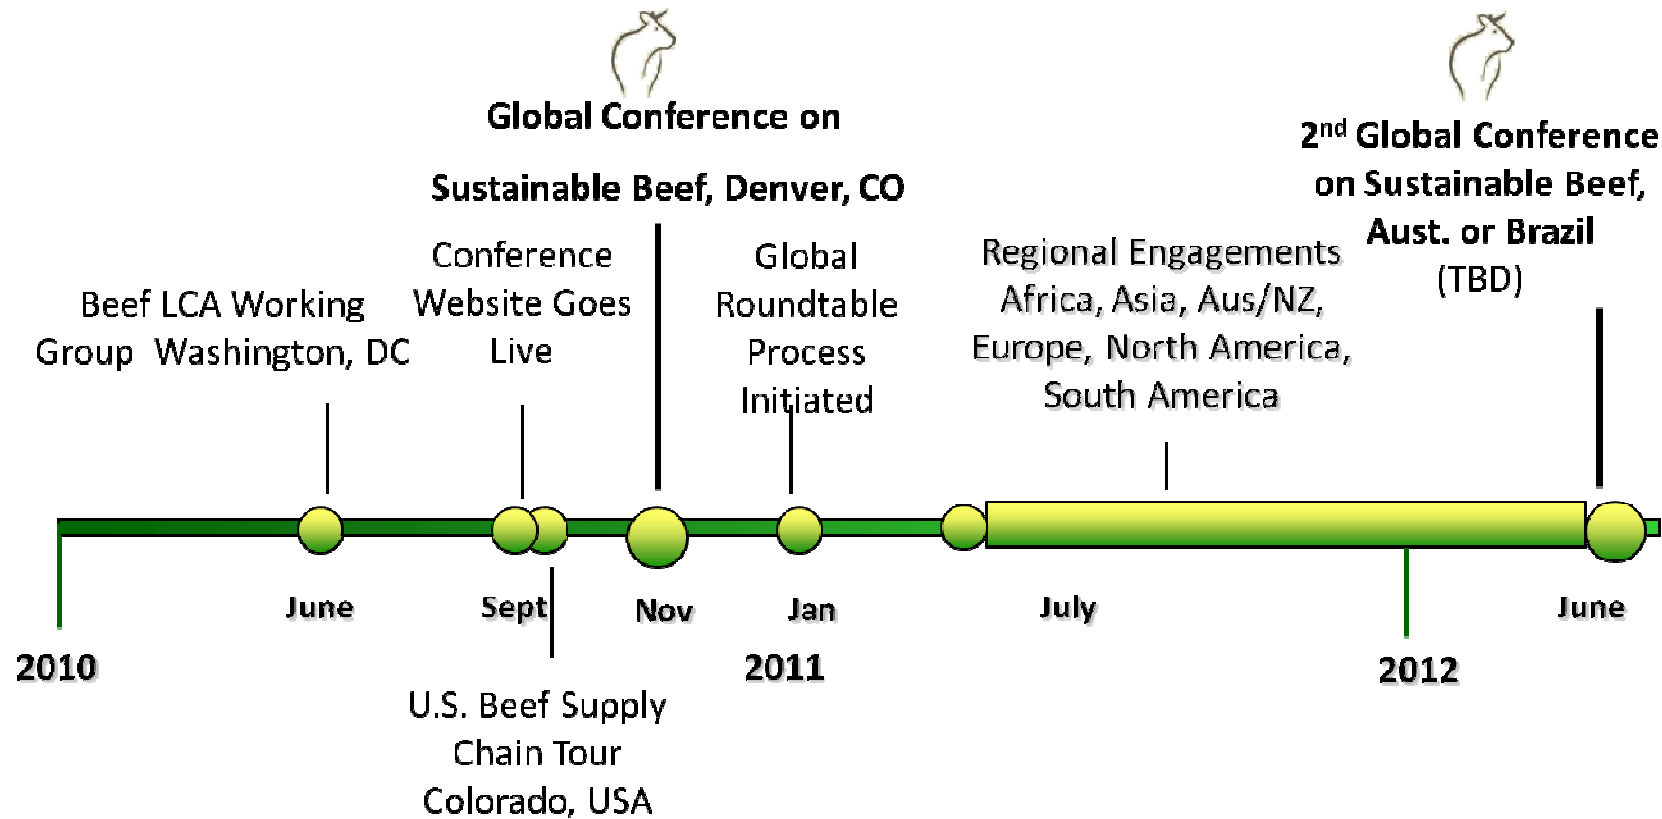 Global Conference on
Sustainable Beef, Denver, CO
2nd Global Conference
on Sustainable Beef,
Aust. or Brazil
(TBD)
Beef LCA Working
Group Washington, DC
Conference
Website Goes
Live
Global
Roundtable
Process
Initiated
Regional Engagements
Africa, Asia, Aus/NZ,
Europe, North America,
South America
June
Sept
Nov
Jan
July
June
2010
2011
2012
U.S. Beef Supply
Chain Tour
Colorado, USA